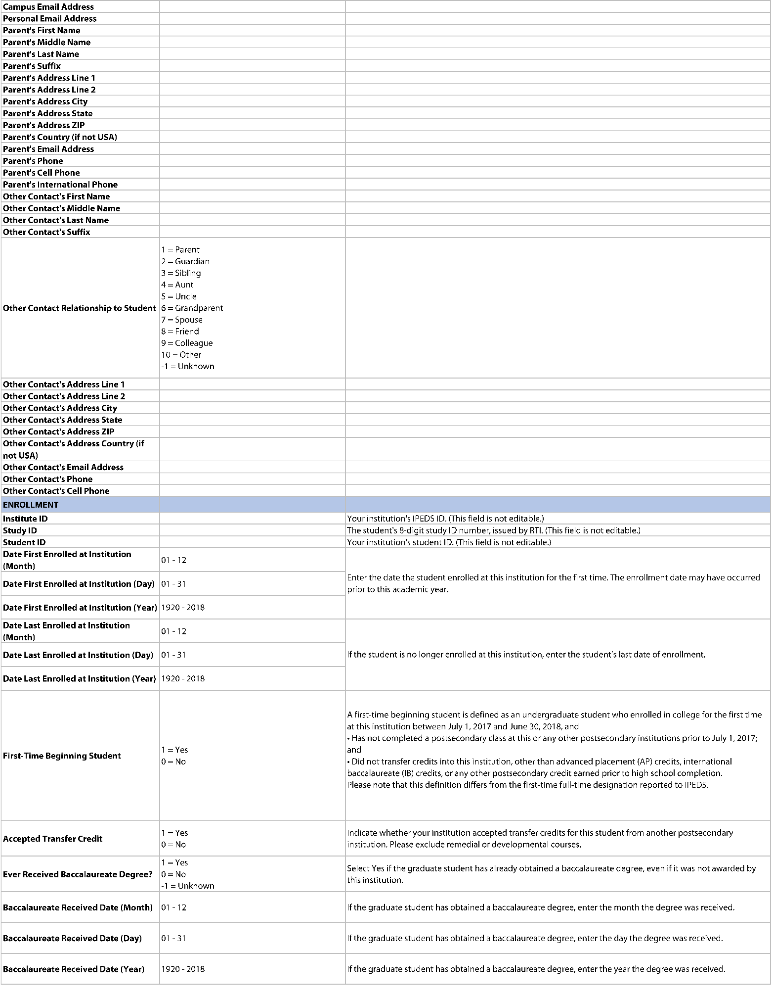 Campus Email Address
Personal Email Address
Parent's First Name
Parent's Middle Name
Parent's Last Name
Parent's Suffix
Parent's Address Line 1
Parent's Address Line 2
Parent's Address City
Parent's Address State
Parent's Address ZIP
Parent's Country (if not USA)
Parent's Email Address
Parent's Phone
Parent's Cell Phone
Parent's International Phone
Other Contact's First Name
Other Contact's Middle Name
Other Contact's Last Name
Other Contact's Suffix
Other Contact Relationship to Student
1 = Parent
2 = Guardian
3 = Sibling
4 = Aunt
5 = Uncle
6 = Grandparent
7 = Spouse
8 = Friend
9 = Colleague
10 = Other
-1 = Unknown
Other Contact's Address Line 1
Other Contact's Address Line 2
Other Contact's Address City
Other Contact's Address State
Other Contact's Address ZIP
Other Contact's Address Country (if
not USA)
Other Contact's Email Address
Other Contact's Phone
Other Contact's Cell Phone
ENROLLMENT
Institute ID
Your institution's IPEDS ID. (This field is not editable.)
Study ID
The student's 8-digit study ID number, issued by RTI. (This field is not editable.)
Student ID
Your institution's student ID. (This field is not editable.)
Date First Enrolled at Institution
(Month)
01 - 12
Date First Enrolled at Institution (Day)
01 - 31
Date First Enrolled at Institution (Year)
1920 - 2018
Enter the date the student enrolled at this institution for the first time. The enrollment date may have occurred
prior to this academic year.
Date Last Enrolled at Institution
(Month)
01 - 12
Date Last Enrolled at Institution (Day)
01 - 31
Date Last Enrolled at Institution (Year)
1920 - 2018
If the student is no longer enrolled at this institution, enter the student's last date of enrollment.
First-Time Beginning Student
1 = Yes
0 = No
A first-time beginning student is defined as an undergraduate student who enrolled in college for the first time
at this institution between July 1, 2017 and June 30, 2018, and
• Has not completed a postsecondary class at this or any other postsecondary institutions prior to July 1, 2017;
and
• Did not transfer credits into this institution, other than advanced placement (AP) credits, international
baccalaureate (IB) credits, or any other postsecondary credit earned prior to high school completion.
Please note that this definition differs from the first-time full-time designation reported to IPEDS.
Accepted Transfer Credit
1 = Yes
0 = No
Indicate whether your institution accepted transfer credits for this student from another postsecondary
institution. Please exclude remedial or developmental courses.
Ever Received Baccalaureate Degree?
1 = Yes
0 = No
-1 = Unknown
Select Yes if the graduate student has already obtained a baccalaureate degree, even if it was not awarded by
this institution.
Baccalaureate Received Date (Month)
01 - 12
If the graduate student has obtained a baccalaureate degree, enter the month the degree was received.
Baccalaureate Received Date (Day)
01 - 31
If the graduate student has obtained a baccalaureate degree, enter the day the degree was received.
Baccalaureate Received Date (Year)
1920 - 2018
If the graduate student has obtained a baccalaureate degree, enter the year the degree was received.